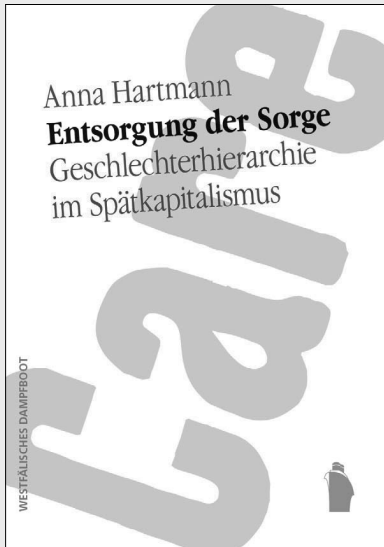 Anna Hartmann
Entsorgung der Sorge
Geschlechterhierarchie
im Spätkapitalismus
Care
WESTFÄLISCHES DAMPFBOOT